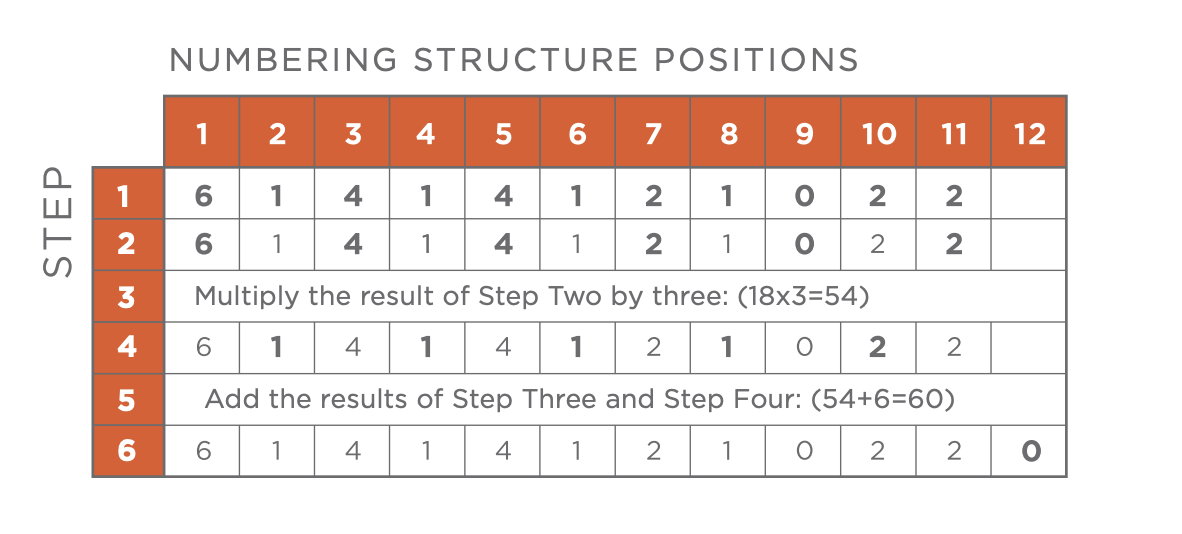 NUMBERING STRUCTURE POSITIONS
1 2 3 4 5 6 7 8 9 10 11 12
STEP
1 6 1 4 1 4 1 2 1 0 2 2
2 6 1 4 1 4 1 2 1 0 2 2
3 Multiply the result of Step Two by three: (18x3=54)
4 6 1 4 1 4 1 2 1 0 2 2
5 Add the results of Step Three and Step Four: (54+6=60)
6 6 1 4 1 4 1 2 1 0 2 2 0